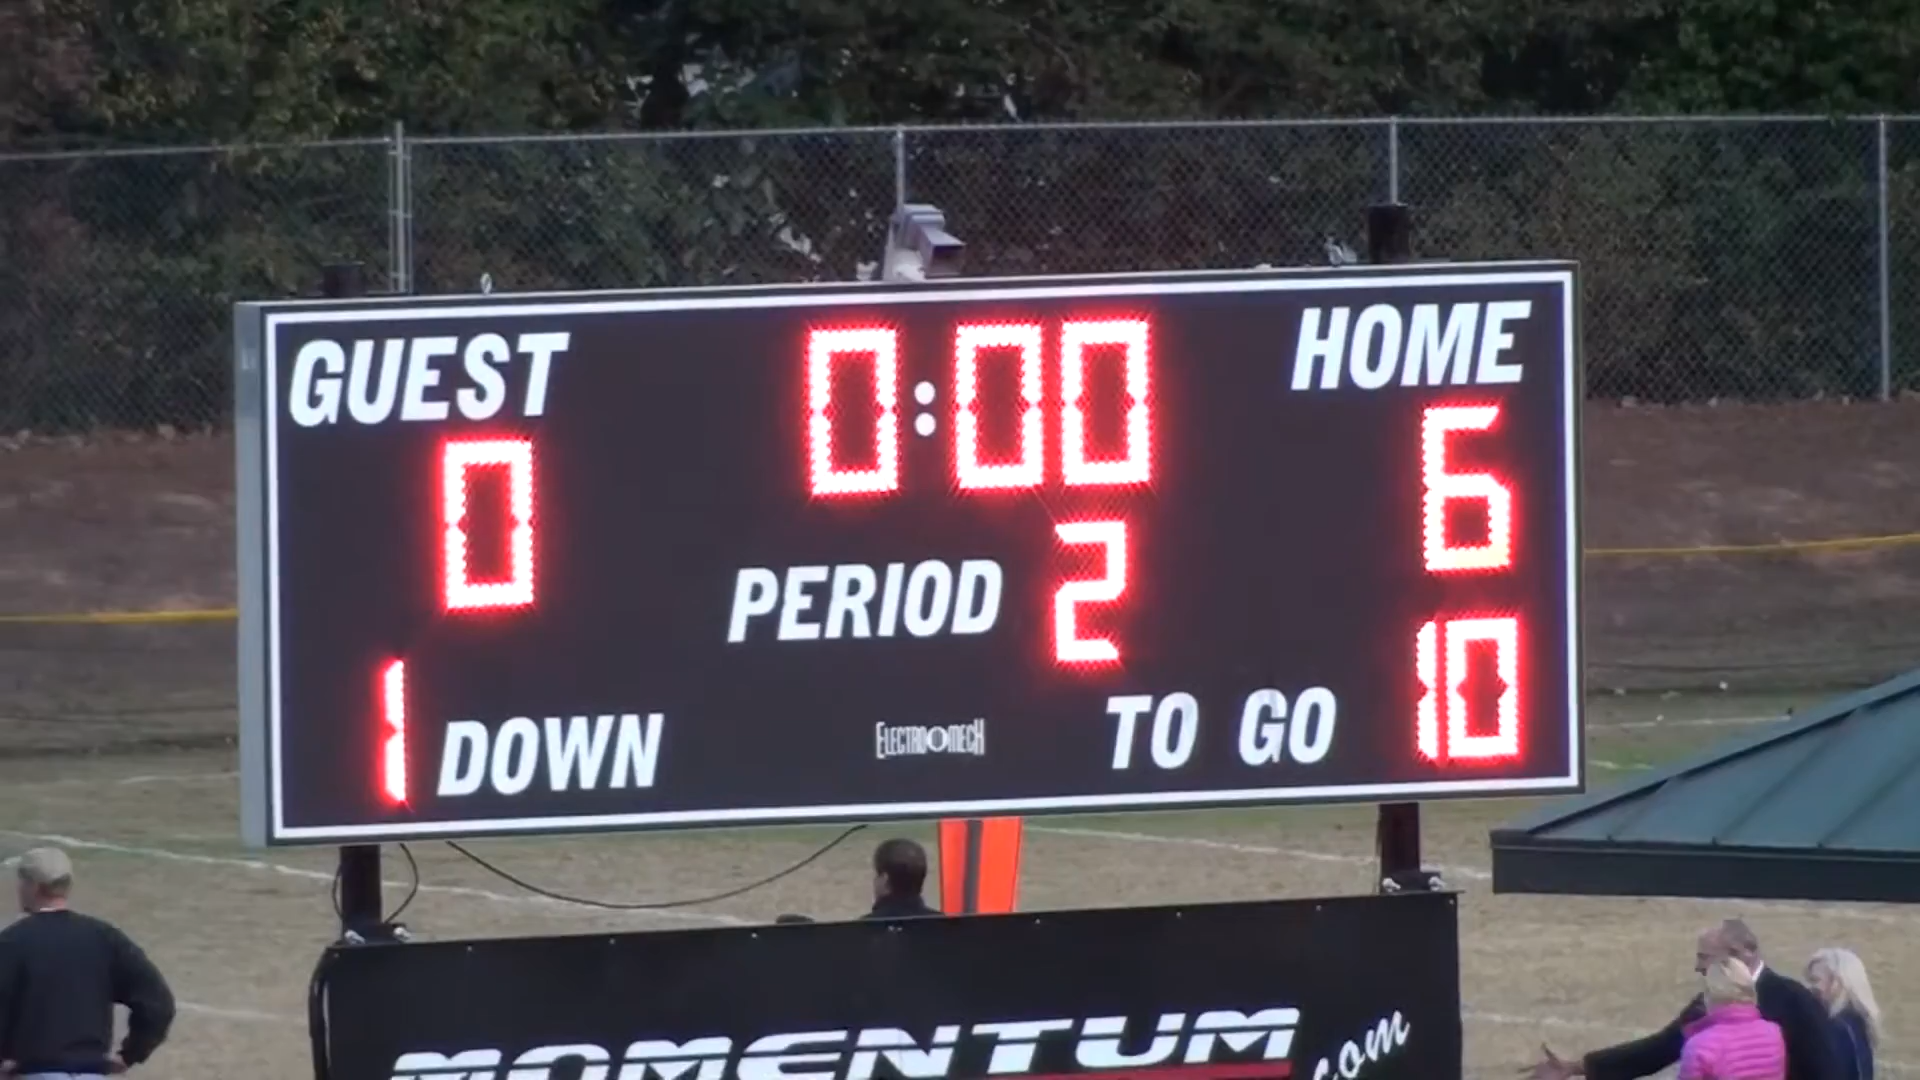 GUEST 0:00 HOME
0 6
PERIOD 2
1 DOWN TO GO 10
ELECTRO-MECH
MOMENTUM
.com